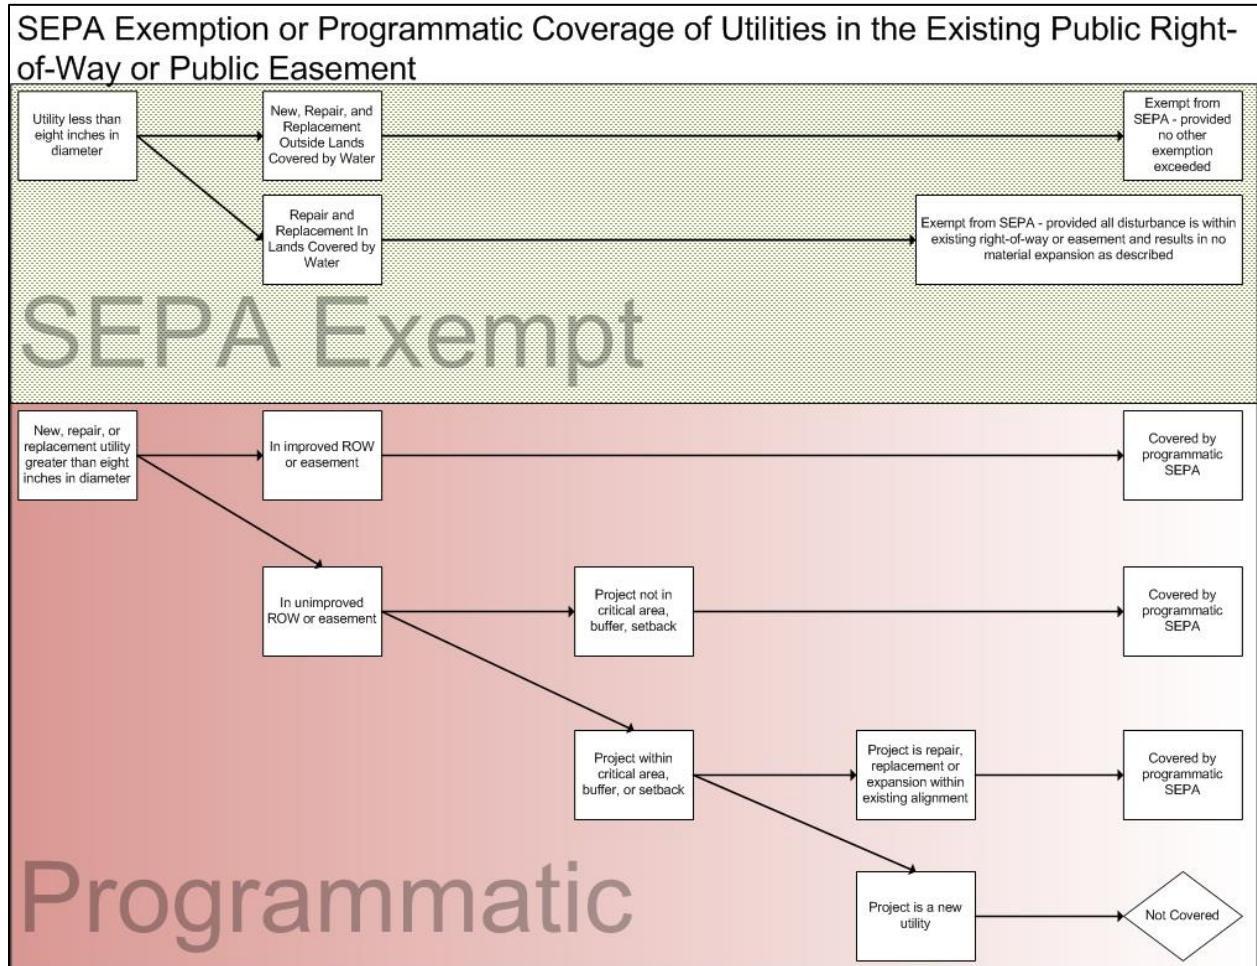 SEPA Exemption or Programmatic Coverage of Utilities in the Existing Public Right-
of-Way or Public Easement
Utility less than
eight inches in
diameter
New, Repair, and
Replacement
Outside Lands
Covered by Water
Exempt from
SEPA - provided
no other
exemption
exceeded
Repair and
Replacement In
Lands Covered by
Water
Exempt from SEPA - provided all disturbance is within
existing right-of-way or easement and results in no
material expansion as described
SEPA Exempt
New, repair, or
replacement utility
greater than eight
inches in diameter
In improved ROW
or easement
Covered by
programmatic
SEPA
In unimproved
ROW or easement
Project not in
critical area,
buffer, setback
Covered by
programmatic
SEPA
Project within
critical area,
buffer, or setback
Project is repair,
replacement or
expansion within
existing alignment
Covered by
programmatic
SEPA
Programmatic
Project is a new
utility
Not Covered